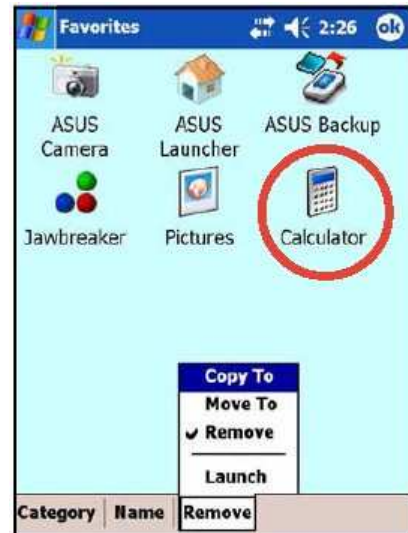 Favorites 2:26 ok
ASUS Camera
ASUS Launcher
ASUS Backup
Jawbreaker
Pictures
Calculator
Copy To
Move To
Remove
Launch
Category Name Remove